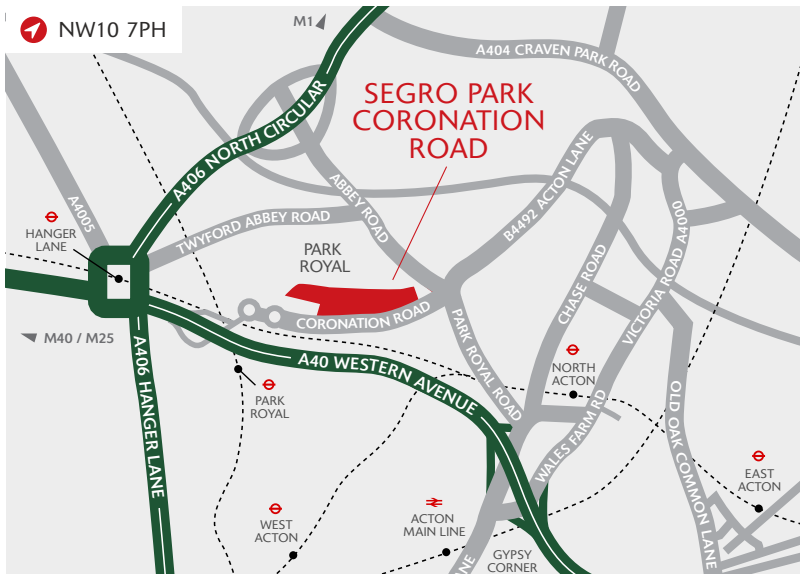 NW10 7PH
M1
A404 CRAVEN PARK ROAD
SEGRO PARK
CORONATION
ROAD
A406 NORTH CIRCULAR
A4005
ABBEY ROAD
B4492 ACTON LANE
HANGER
LANE
TWYFORD ABBEY ROAD
PARK
ROYAL
CHASE ROAD
VICTORIA ROAD A4000
CORONATION ROAD
M40 / M25
A406 HANGER LANE
A40 WESTERN AVENUE
PARK ROYAL ROAD
NORTH
ACTON
PARK
ROYAL
WALES FARM RD
OLD OAK COMMON LANE
EAST
ACTON
WEST
ACTON
ACTON
MAIN LINE
GYPSY
CORNER